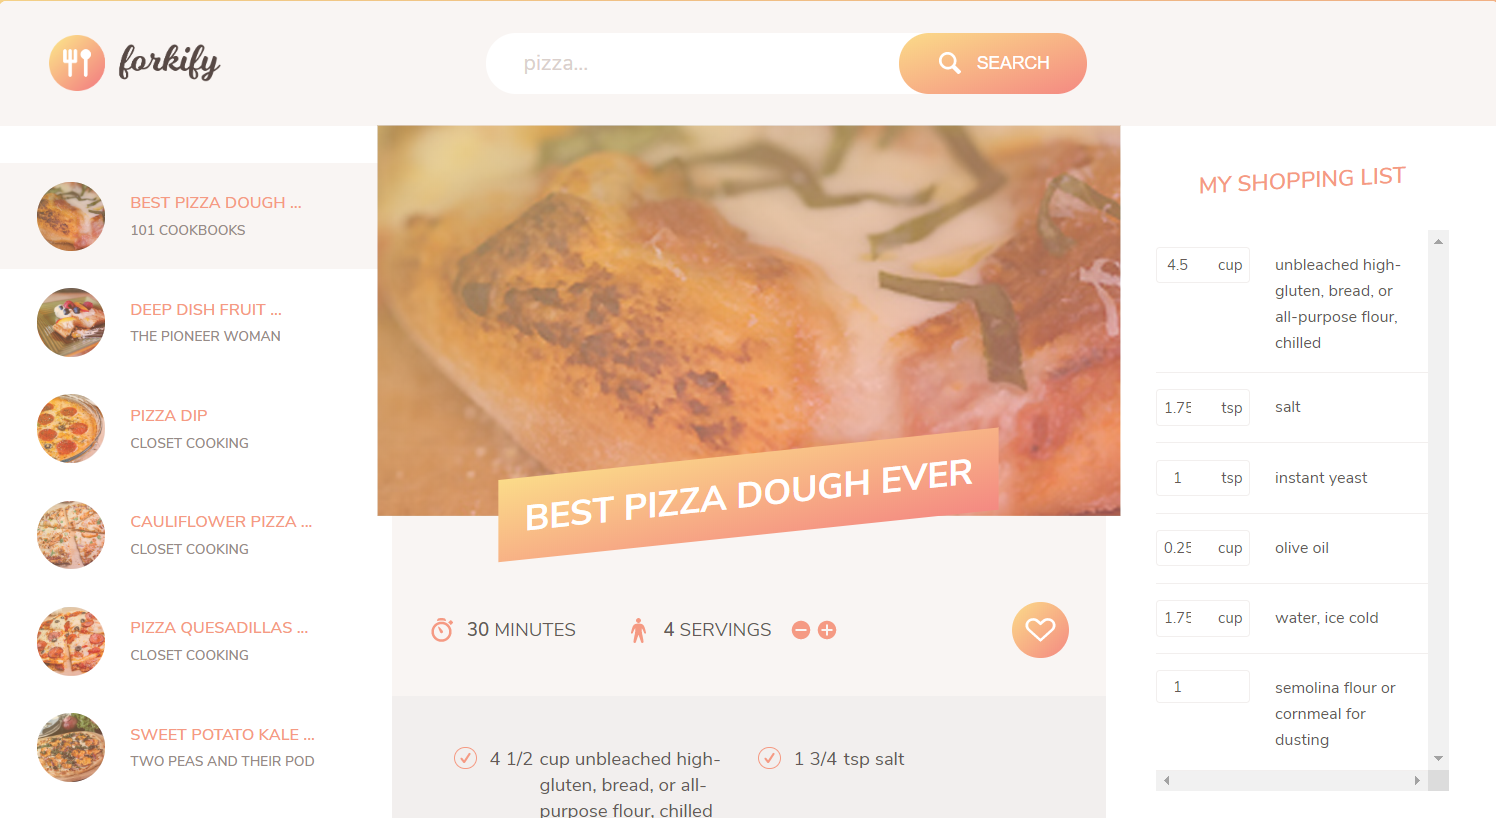 forkify
pizza...
SEARCH
BEST PIZZA DOUGH ...
101 COOKBOOKS
DEEP DISH FRUIT ...
THE PIONEER WOMAN
PIZZA DIP
CLOSET COOKING
CAULIFLOWER PIZZA ...
CLOSET COOKING
PIZZA QUESADILLAS ...
CLOSET COOKING
SWEET POTATO KALE ...
TWO PEAS AND THEIR POD
BEST PIZZA DOUGH EVER
30 MINUTES
4 SERVINGS
4 1/2 cup unbleached high-
gluten, bread, or all-
purpose flour, chilled
1 3/4 tsp salt
MY SHOPPING LIST
4.5 cup unbleached high-
gluten, bread, or
all-purpose flour,
chilled
1.75 tsp salt
1 tsp instant yeast
0.25 cup olive oil
1.75 cup water, ice cold
1 semolina flour or
cornmeal for
dusting